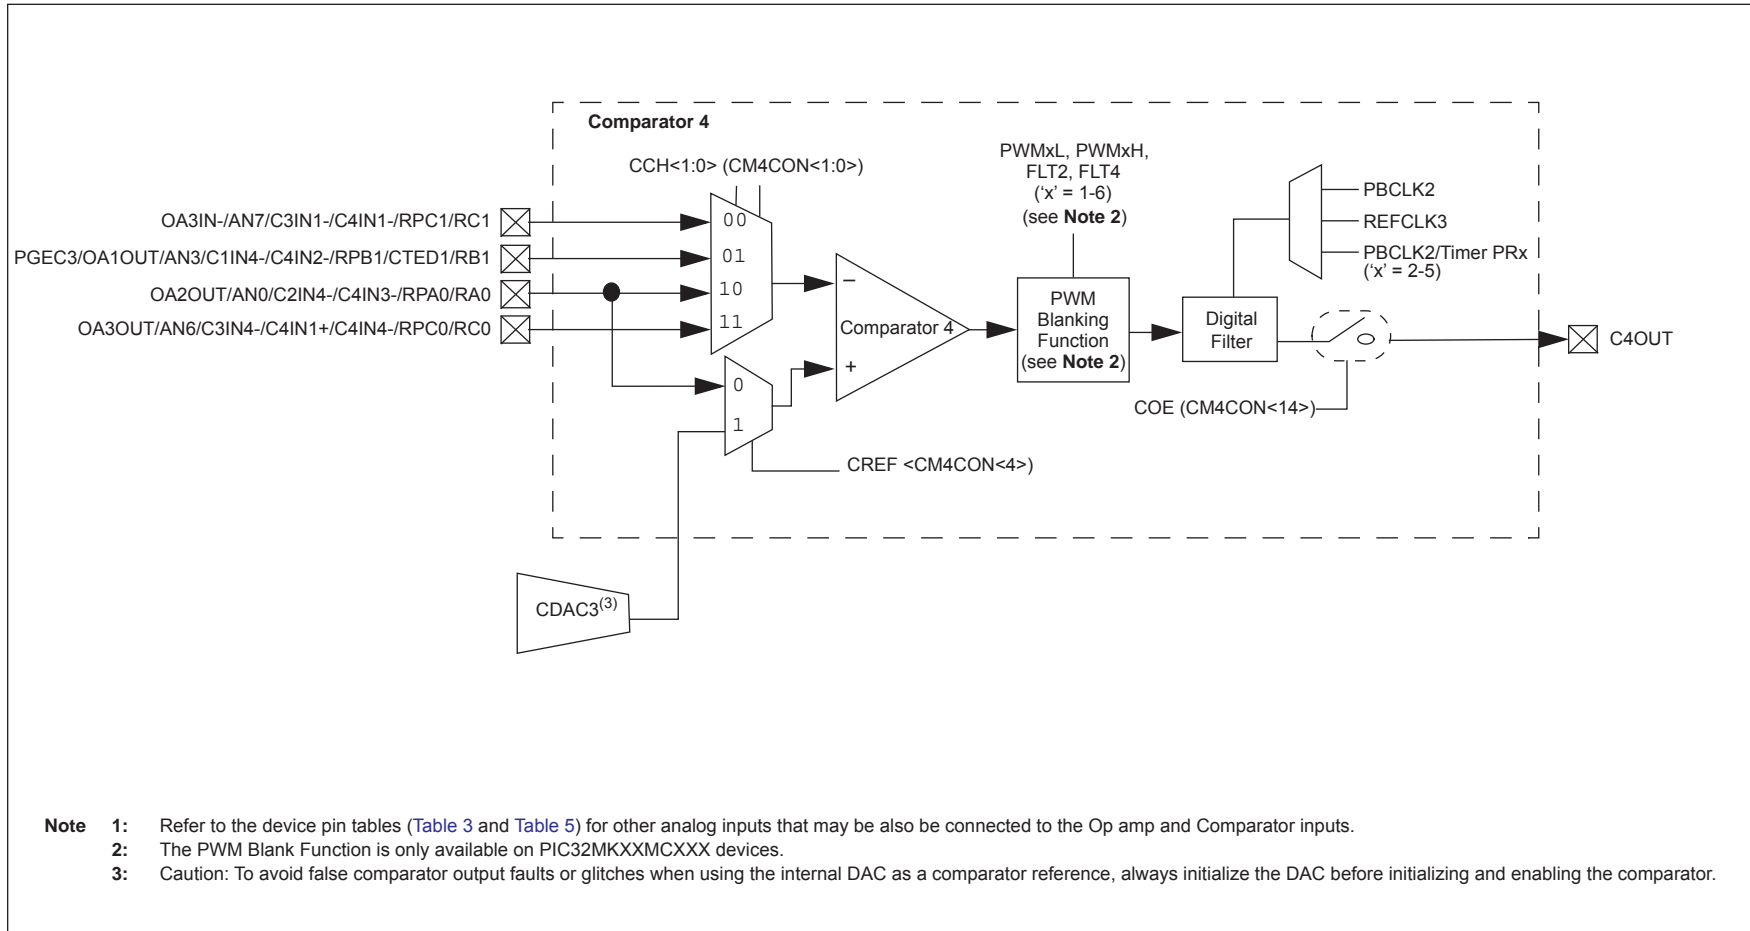 Comparator 4
CCH<1:0> (CM4CON<1:0>)
PWMxL, PWMxH,
FLT2, FLT4
('x' = 1-6)
(see Note 2)
PBCLK2
REFCLK3
PBCLK2/Timer PRx
('x' = 2-5)
OA3IN-/AN7/C3IN1-/C4IN1-/RPC1/RC1
00
PGEC3/OA1OUT/AN3/C1IN4-/C4IN2-/RPB1/CTED1/RB1
01
OA2OUT/AN0/C2IN4-/C4IN3-/RPA0/RA0
10
OA3OUT/AN6/C3IN4-/C4IN1+/C4IN4-/RPC0/RC0
11
–
Comparator 4
+
PWM
Blanking
Function
(see Note 2)
Digital
Filter
C4OUT
0
1
COE (CM4CON<14>)
CREF <CM4CON<4>)
CDAC3(3)
Note 1: Refer to the device pin tables (Table 3 and Table 5) for other analog inputs that may be also be connected to the Op amp and Comparator inputs.
2: The PWM Blank Function is only available on PIC32MKXXMCXXX devices.
3: Caution: To avoid false comparator output faults or glitches when using the internal DAC as a comparator reference, always initialize the DAC before initializing and enabling the comparator.